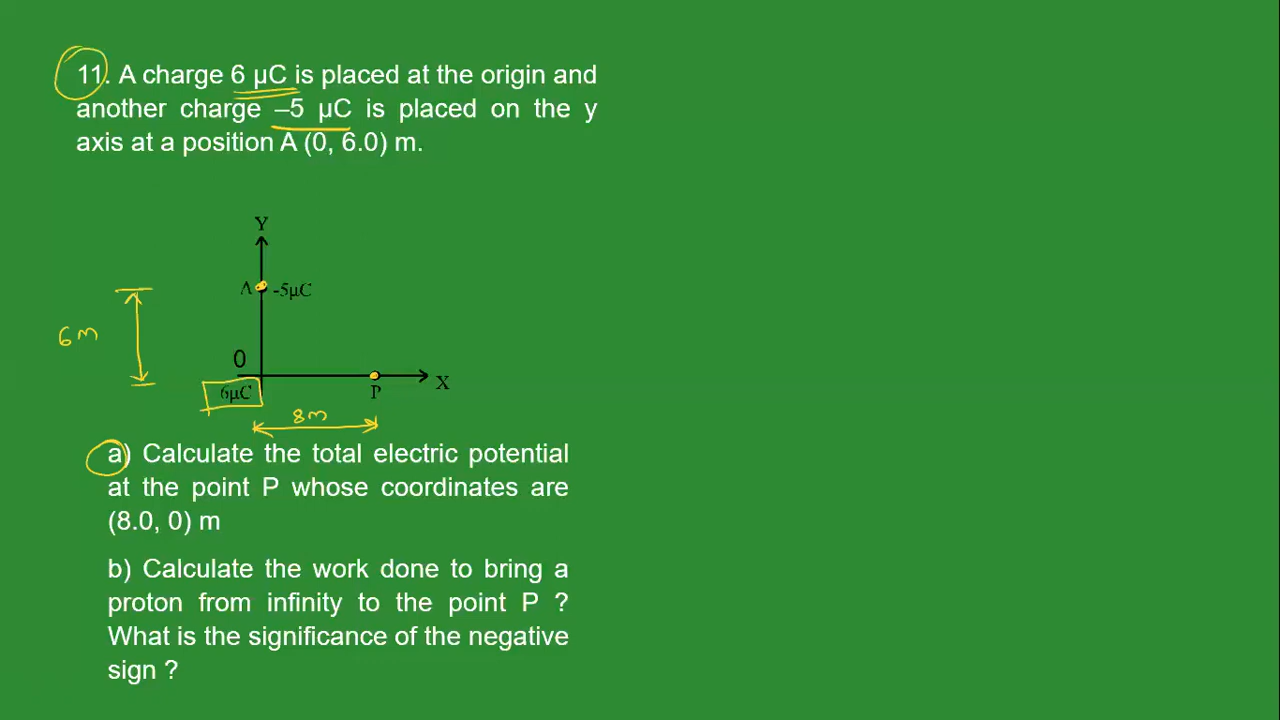 11. A charge 6 μC is placed at the origin and
another charge –5 μC is placed on the y
axis at a position A (0, 6.0) m.
Y
A -5μC
6m
0
6μC
P
X
8m
a) Calculate the total electric potential
at the point P whose coordinates are
(8.0, 0) m
b) Calculate the work done to bring a
proton from infinity to the point P ?
What is the significance of the negative
sign ?